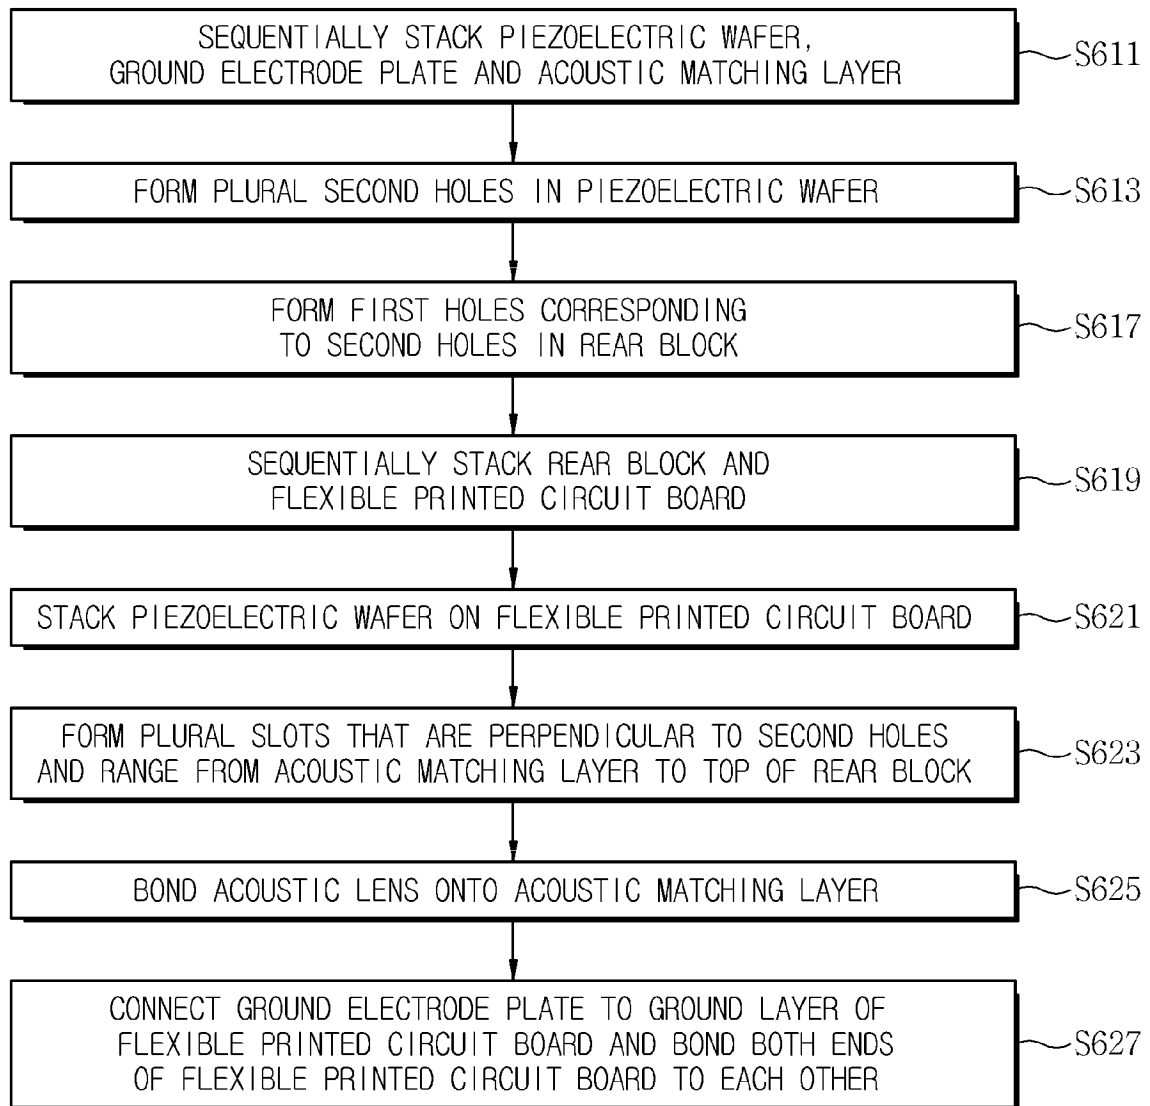 SEQUENTIALLY STACK PIEZOELECTRIC WAFER,
GROUND ELECTRODE PLATE AND ACOUSTIC MATCHING LAYER
S611
FORM PLURAL SECOND HOLES IN PIEZOELECTRIC WAFER
S613
FORM FIRST HOLES CORRESPONDING
TO SECOND HOLES IN REAR BLOCK
S617
SEQUENTIALLY STACK REAR BLOCK AND
FLEXIBLE PRINTED CIRCUIT BOARD
S619
STACK PIEZOELECTRIC WAFER ON FLEXIBLE PRINTED CIRCUIT BOARD
S621
FORM PLURAL SLOTS THAT ARE PERPENDICULAR TO SECOND HOLES
AND RANGE FROM ACOUSTIC MATCHING LAYER TO TOP OF REAR BLOCK
S623
BOND ACOUSTIC LENS ONTO ACOUSTIC MATCHING LAYER
S625
CONNECT GROUND ELECTRODE PLATE TO GROUND LAYER OF
FLEXIBLE PRINTED CIRCUIT BOARD AND BOND BOTH ENDS
OF FLEXIBLE PRINTED CIRCUIT BOARD TO EACH OTHER
S627